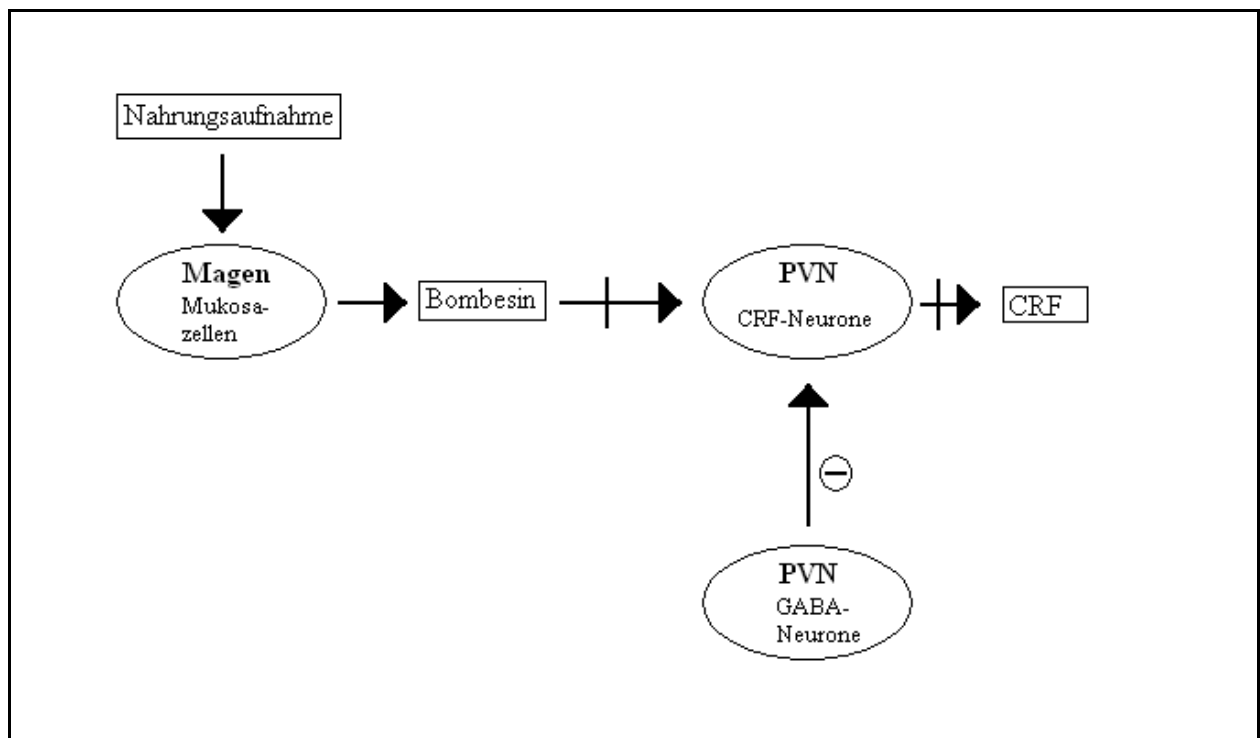 Nahrungsaufnahme
Magen
Mukosa-
zellen
Bombesin
PVN
CRF-Neurone
CRF
PVN
GABA-
Neurone